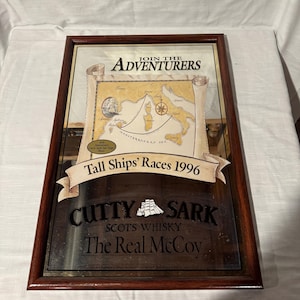 JOIN THE
ADVENTURERS
Tall Ships' Races 1996
CUTTY SARK
SCOTS WHISKY
The Real McCoy